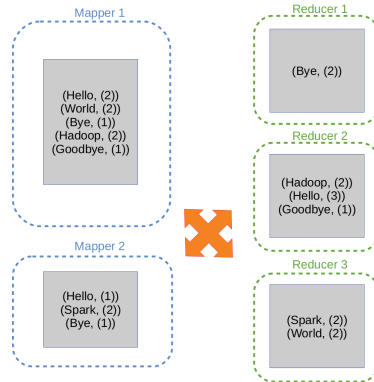 Mapper 1
(Hello, (2))
(World, (2))
(Bye, (1))
(Hadoop, (2))
(Goodbye, (1))
Mapper 2
(Hello, (1))
(Spark, (2))
(Bye, (1))
Reducer 1
(Bye, (2))
Reducer 2
(Hadoop, (2))
(Hello, (3))
(Goodbye, (1))
Reducer 3
(Spark, (2))
(World, (2))